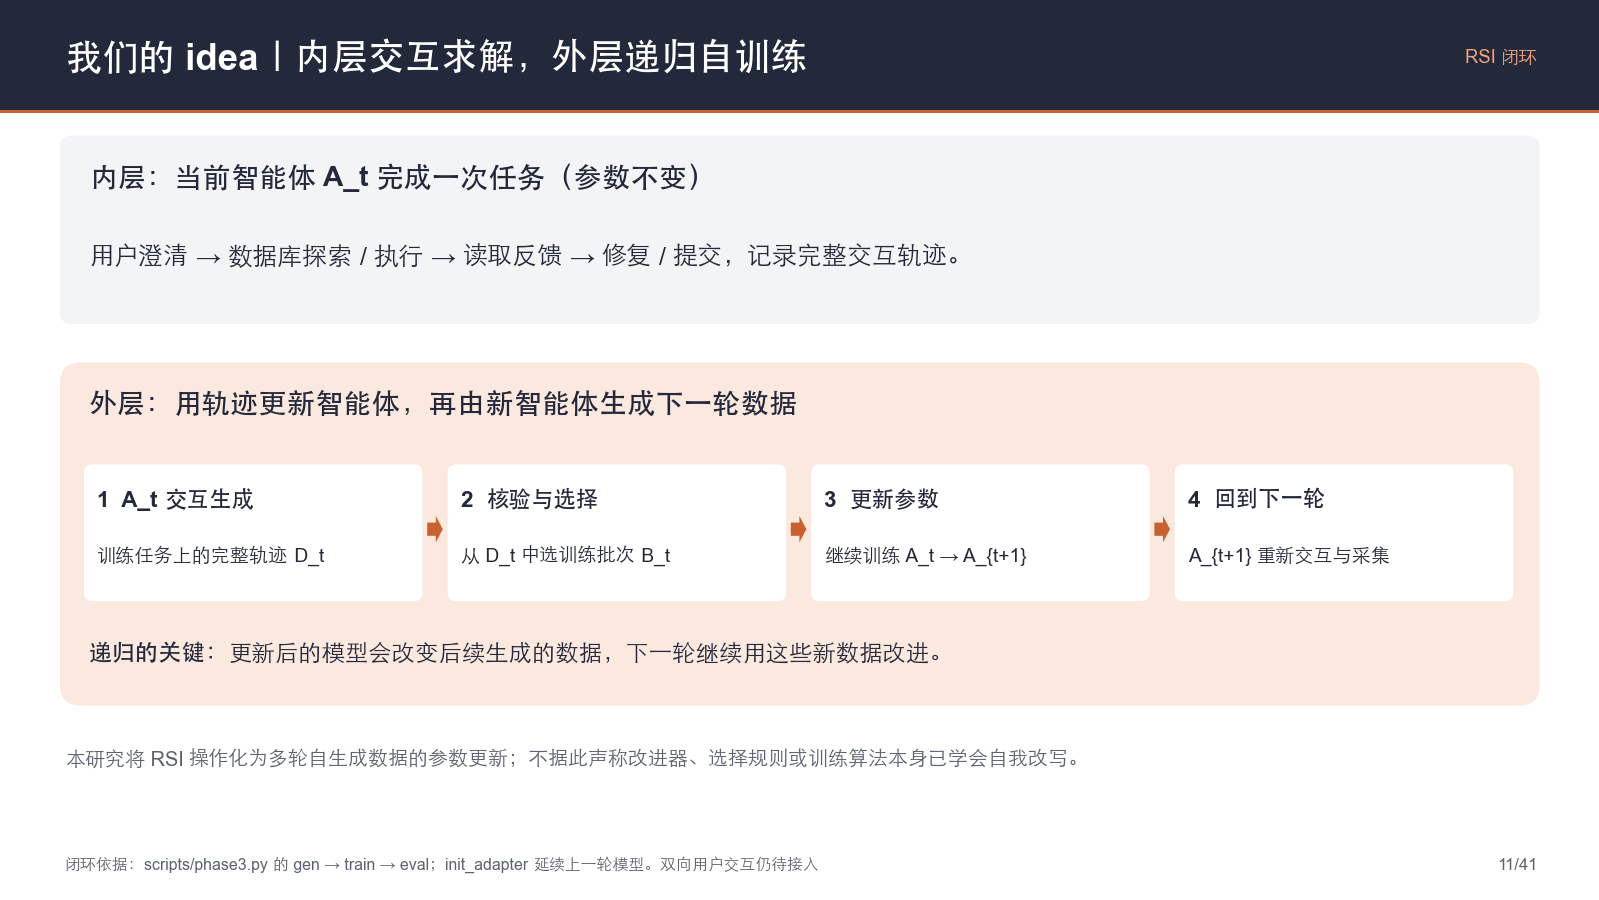 我们的 idea｜内层交互求解，外层递归自训练
RSI 闭环
内层：当前智能体 A_t 完成一次任务（参数不变）
用户澄清 → 数据库探索 / 执行 → 读取反馈 → 修复 / 提交，记录完整交互轨迹。
外层：用轨迹更新智能体，再由新智能体生成下一轮数据
1 A_t 交互生成
训练任务上的完整轨迹 D_t
2 核验与选择
从 D_t 中选训练批次 B_t
3 更新参数
继续训练 A_t → A_{t+1}
4 回到下一轮
A_{t+1} 重新交互与采集
递归的关键：更新后的模型会改变后续生成的数据，下一轮继续用这些新数据改进。
本研究将 RSI 操作化为多轮自生成数据的参数更新；不据此声称改进器、选择规则或训练算法本身已学会自我改写。
闭环依据：scripts/phase3.py 的 gen → train → eval；init_adapter 延续上一轮模型。双向用户交互仍待接入
11/41